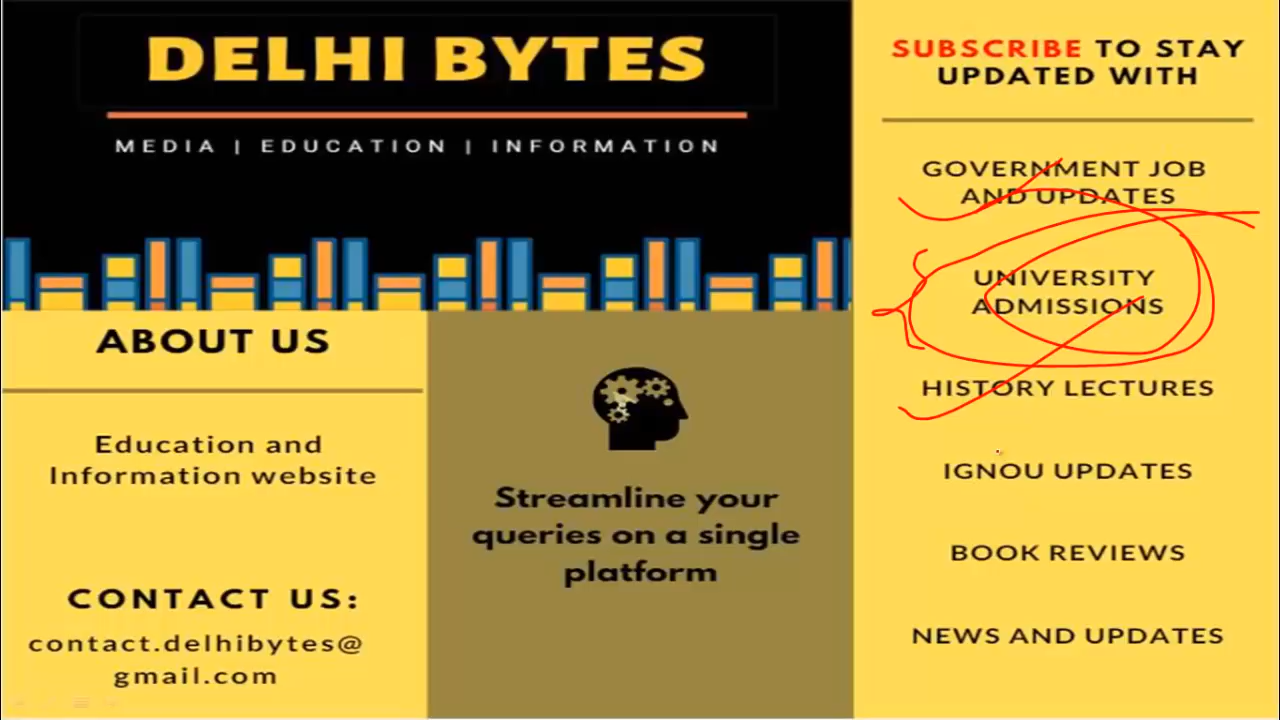 DELHI BYTES
MEDIA | EDUCATION | INFORMATION
ABOUT US
Education and
Information website
CONTACT US:
contact.delhibytes@
gmail.com
Streamline your
queries on a single
platform
SUBSCRIBE TO STAY
UPDATED WITH
GOVERNMENT JOB
AND UPDATES
UNIVERSITY
ADMISSIONS
HISTORY LECTURES
IGNOU UPDATES
BOOK REVIEWS
NEWS AND UPDATES